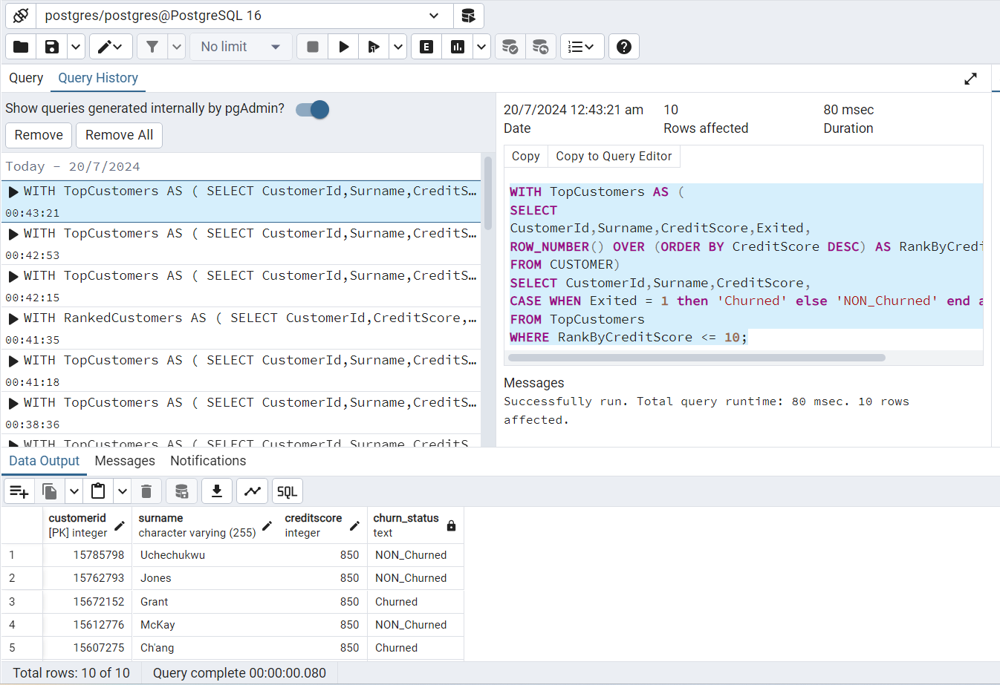 postgres/postgres@PostgreSQL 16
No limit
E
Query Query History
Show queries generated internally by pgAdmin?
Remove Remove All
Today - 20/7/2024
WITH TopCustomers AS ( SELECT CustomerId,Surname,CreditS…
00:43:21
WITH TopCustomers AS ( SELECT CustomerId,Surname,CreditS…
00:42:53
WITH TopCustomers AS ( SELECT CustomerId,Surname,CreditS…
00:42:15
WITH RankedCustomers AS ( SELECT CustomerId,CreditScore,…
00:41:35
WITH TopCustomers AS ( SELECT CustomerId,Surname,CreditS…
00:41:18
WITH TopCustomers AS ( SELECT CustomerId,Surname,CreditS…
00:38:36
WITH TopCustomers AS ( SELECT CustomerId,Surname,CreditS
20/7/2024 12:43:21 am 10 80 msec
Date Rows affected Duration
Copy Copy to Query Editor
WITH TopCustomers AS (
SELECT
CustomerId,Surname,CreditScore,Exited,
ROW_NUMBER() OVER (ORDER BY CreditScore DESC) AS RankByCredi
FROM CUSTOMER)
SELECT CustomerId,Surname,CreditScore,
CASE WHEN Exited = 1 then 'Churned' else 'NON_Churned' end a
FROM TopCustomers
WHERE RankByCreditScore <= 10;
Messages
Successfully run. Total query runtime: 80 msec. 10 rows
affected.
Data Output Messages Notifications
SQL
customerid surname creditscore churn_status
[PK] integer character varying (255) integer text
1 15785798 Uchechukwu 850 NON_Churned
2 15762793 Jones 850 NON_Churned
3 15672152 Grant 850 Churned
4 15612776 McKay 850 NON_Churned
5 15607275 Ch'ang 850 Churned
Total rows: 10 of 10 Query complete 00:00:00.080